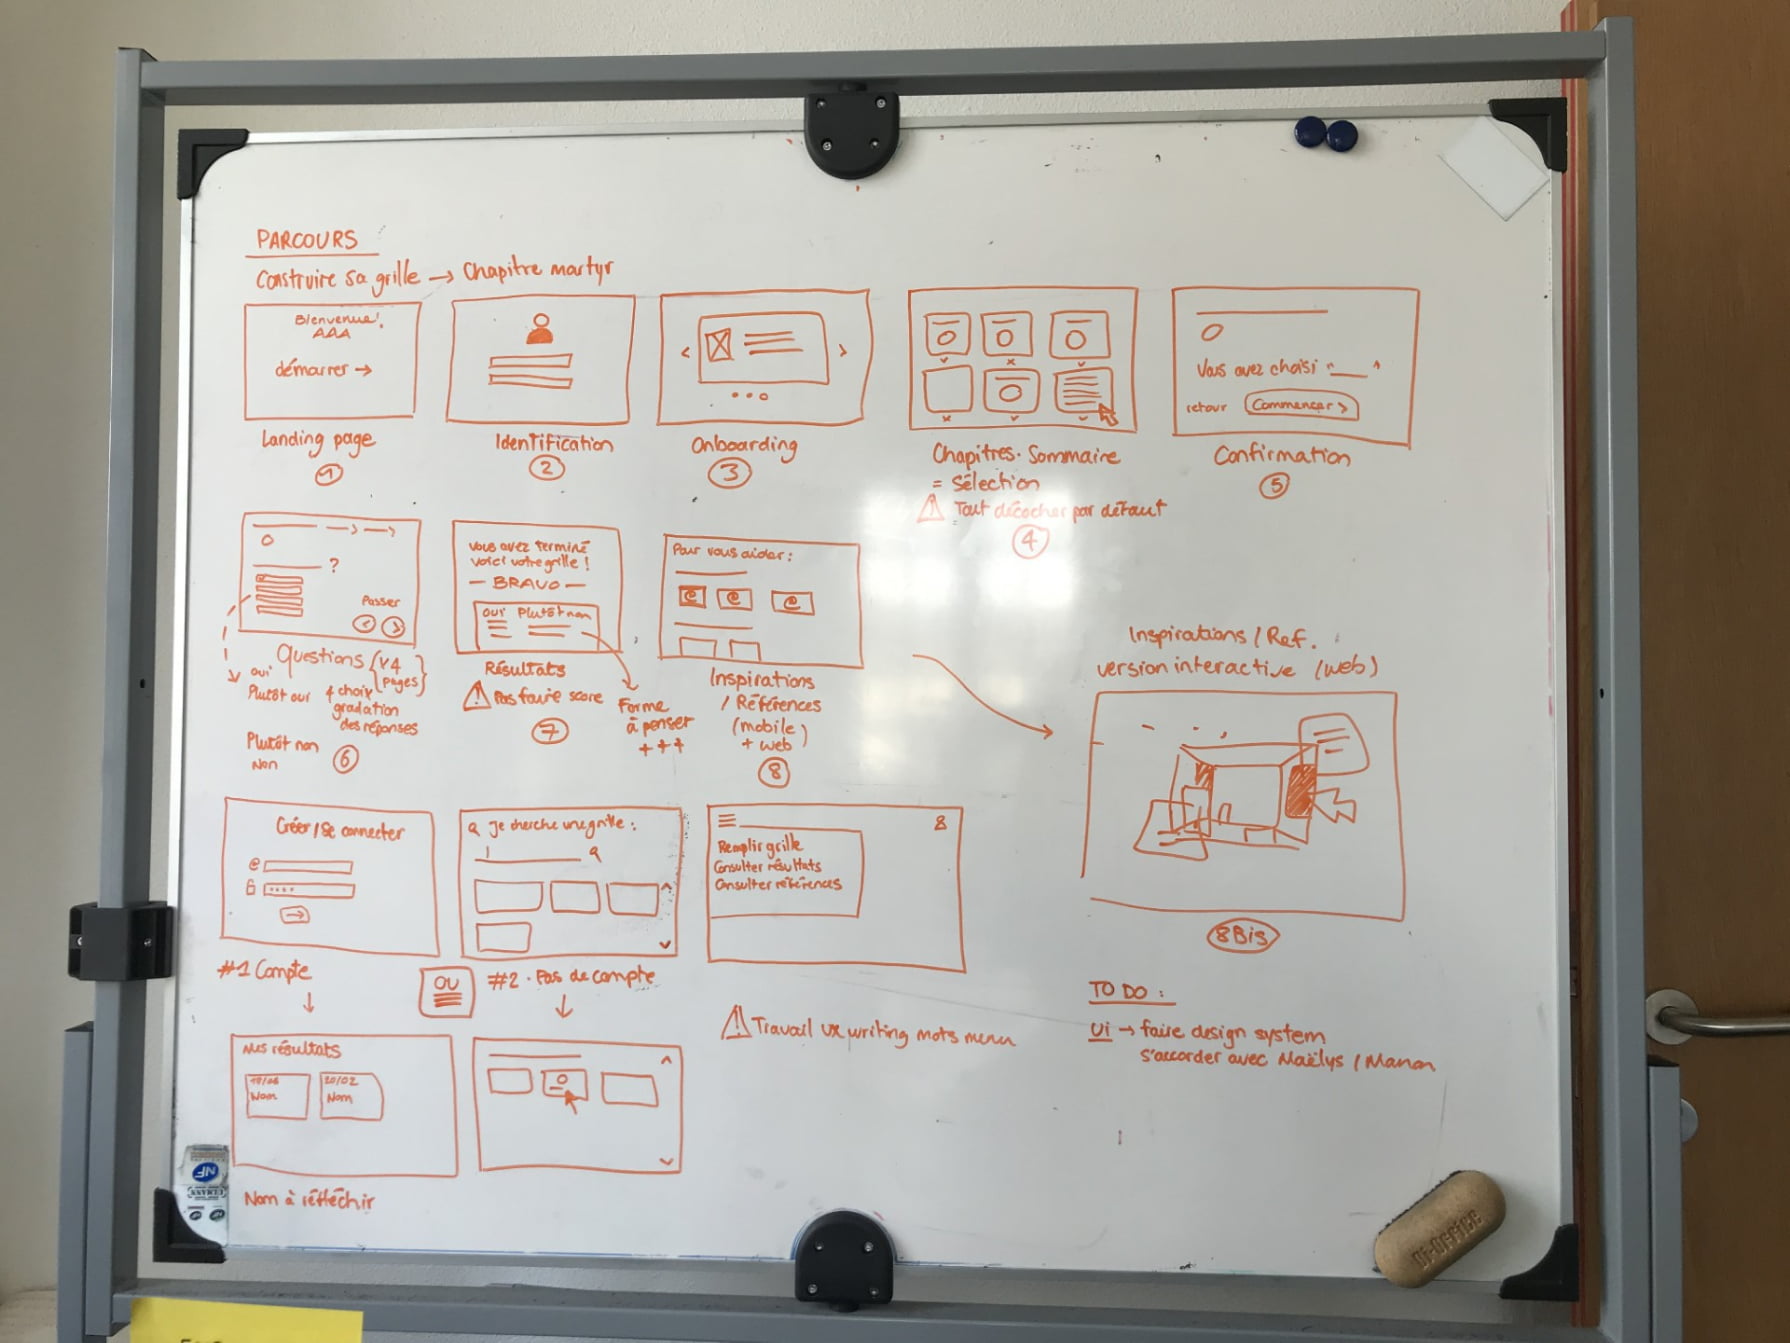 PARCOURS
Construire sa grille → Chapitre martyr
Bienvenue!
démarrer →
Landing page
1
Identification
2
< >
Onboarding
3
Chapitres. Sommaire
= Sélection
⚠ Tout décocher par défaut
4
Vous avez choisi "___"
retour Commencer >
Confirmation
5
?
Passer
< >
Questions {x4 pages}
oui
Plutôt oui
Plutôt non
Non
4 choix
gradation
des réponses
6
Vous avez terminé
voici votre grille !
— BRAVO —
oui Plutôt non
Résultats
⚠ Pas faire score
7
Forme
à penser
+++
Pour vous aider :
e e e
Inspirations
/ Références
(mobile)
+ web
8
Inspirations / Ref.
version interactive (web)
8Bis
Créer / Se connecter
@
→
#1 Compte
↓
OU
Je cherche une grille :
#2 - Pas de compte
↓
Remplir grille
Consulter résultats
Consulter références
⚠ Travail ux writing mots menu
TO DO :
Ui → faire design system
s'accorder avec Maëlys / Manon
Mes résultats
Nom
20/02
Nom
Nom à réfléchir
NF
BI-OFFICE